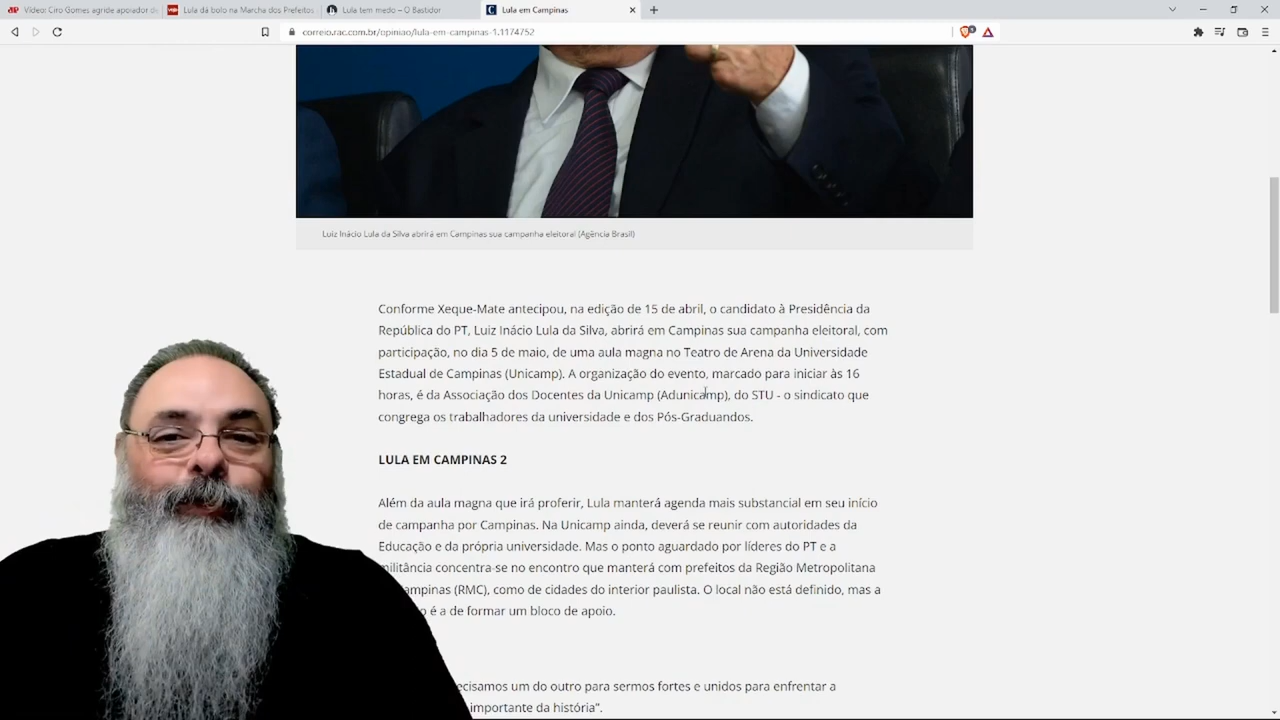 Vídeo: Ciro Gomes agride apoiador d
Lula dá bolo na Marcha dos Prefeitos
Lula tem medo – O Bastidor
Lula em Campinas
correio.rac.com.br/opiniao/lula-em-campinas-1.1174752
Luiz Inácio Lula da Silva abrirá em Campinas sua campanha eleitoral (Agência Brasil)
Conforme Xeque-Mate antecipou, na edição de 15 de abril, o candidato à Presidência da
República do PT, Luiz Inácio Lula da Silva, abrirá em Campinas sua campanha eleitoral, com
participação, no dia 5 de maio, de uma aula magna no Teatro de Arena da Universidade
Estadual de Campinas (Unicamp). A organização do evento, marcado para iniciar às 16
horas, é da Associação dos Docentes da Unicamp (Adunicamp), do STU - o sindicato que
congrega os trabalhadores da universidade e dos Pós-Graduandos.
LULA EM CAMPINAS 2
Além da aula magna que irá proferir, Lula manterá agenda mais substancial em seu início
de campanha por Campinas. Na Unicamp ainda, deverá se reunir com autoridades da
Educação e da própria universidade. Mas o ponto aguardado por líderes do PT e a
militância concentra-se no encontro que manterá com prefeitos da Região Metropolitana
ampinas (RMC), como de cidades do interior paulista. O local não está definido, mas a
o é a de formar um bloco de apoio.
ecisamos um do outro para sermos fortes e unidos para enfrentar a
importante da história”.